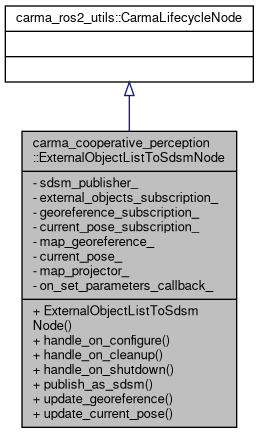 carma_ros2_utils::CarmaLifecycleNode
carma_cooperative_perception
::ExternalObjectListToSdsmNode
- sdsm_publisher_
- external_objects_subscription_
- georeference_subscription_
- current_pose_subscription_
- map_georeference_
- current_pose_
- map_projector_
- on_set_parameters_callback_
+ ExternalObjectListToSdsm
Node()
+ handle_on_configure()
+ handle_on_cleanup()
+ handle_on_shutdown()
+ publish_as_sdsm()
+ update_georeference()
+ update_current_pose()